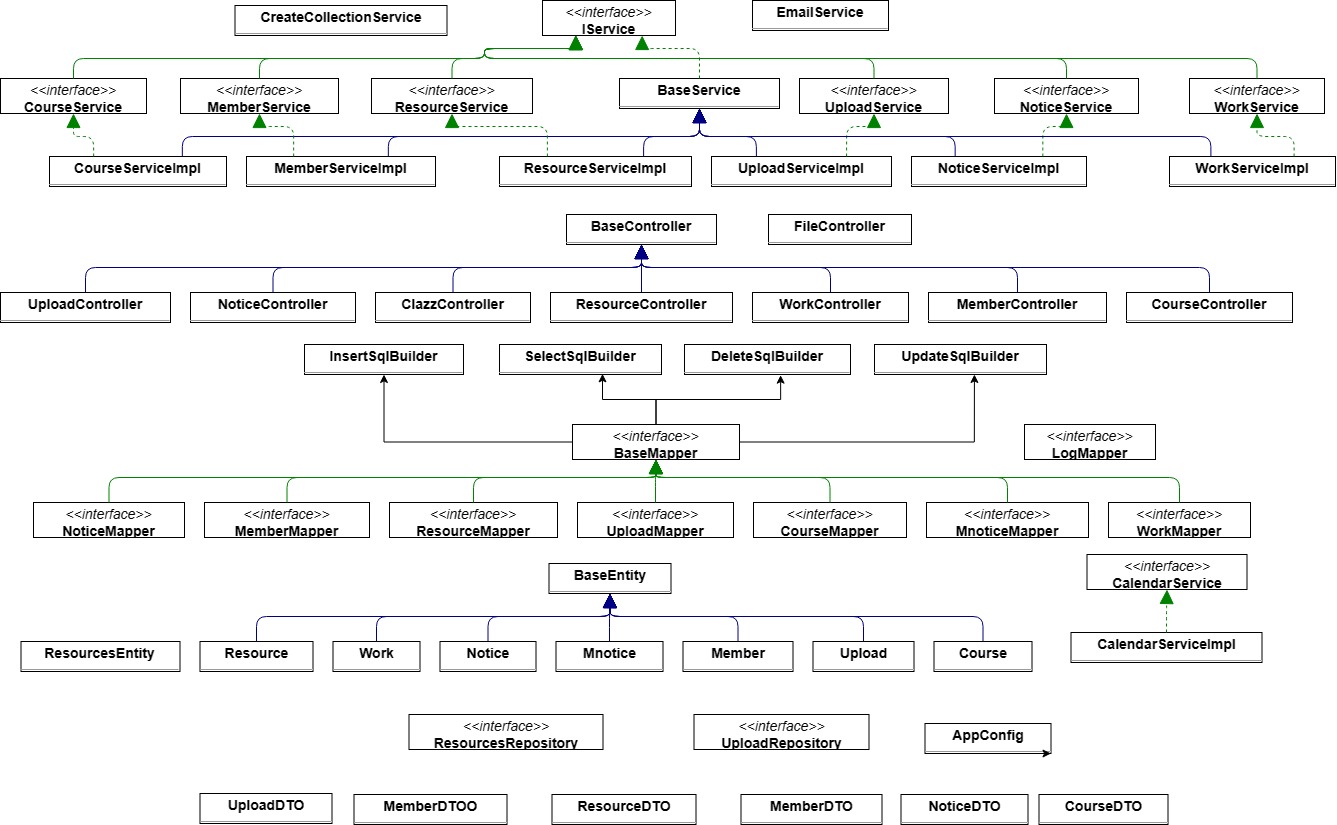 CreateCollectionService
<<interface>>
IService
EmailService
<<interface>>
CourseService
<<interface>>
MemberService
<<interface>>
ResourceService
BaseService
<<interface>>
UploadService
<<interface>>
NoticeService
<<interface>>
WorkService
CourseServiceImpl
MemberServiceImpl
ResourceServiceImpl
UploadServiceImpl
NoticeServiceImpl
WorkServiceImpl
BaseController
FileController
UploadController
NoticeController
ClazzController
ResourceController
WorkController
MemberController
CourseController
InsertSqlBuilder
SelectSqlBuilder
DeleteSqlBuilder
UpdateSqlBuilder
<<interface>>
BaseMapper
<<interface>>
LogMapper
<<interface>>
NoticeMapper
<<interface>>
MemberMapper
<<interface>>
ResourceMapper
<<interface>>
UploadMapper
<<interface>>
CourseMapper
<<interface>>
MnoticeMapper
<<interface>>
WorkMapper
BaseEntity
<<interface>>
CalendarService
ResourcesEntity
Resource
Work
Notice
Mnotice
Member
Upload
Course
CalendarServiceImpl
<<interface>>
ResourcesRepository
<<interface>>
UploadRepository
AppConfig
UploadDTO
MemberDTOO
ResourceDTO
MemberDTO
NoticeDTO
CourseDTO